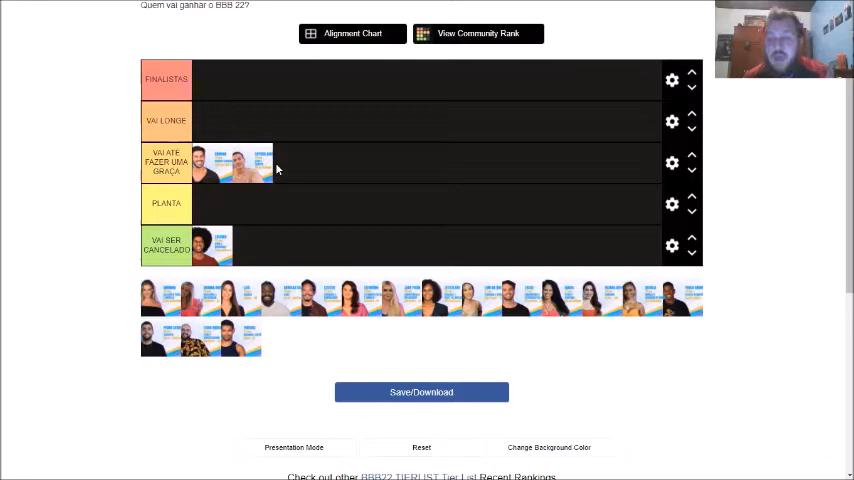 Quem vai ganhar o BBB 22?
Alignment Chart
View Community Rank
FINALISTAS
VAI LONGE
VAI ATE
FAZER UMA
GRAÇA
PLANTA
VAI SER
CANCELADO
Save/Download
Presentation Mode
Reset
Change Background Color
Check out other BBB22 TIERLIST Tier List Recent Rankings